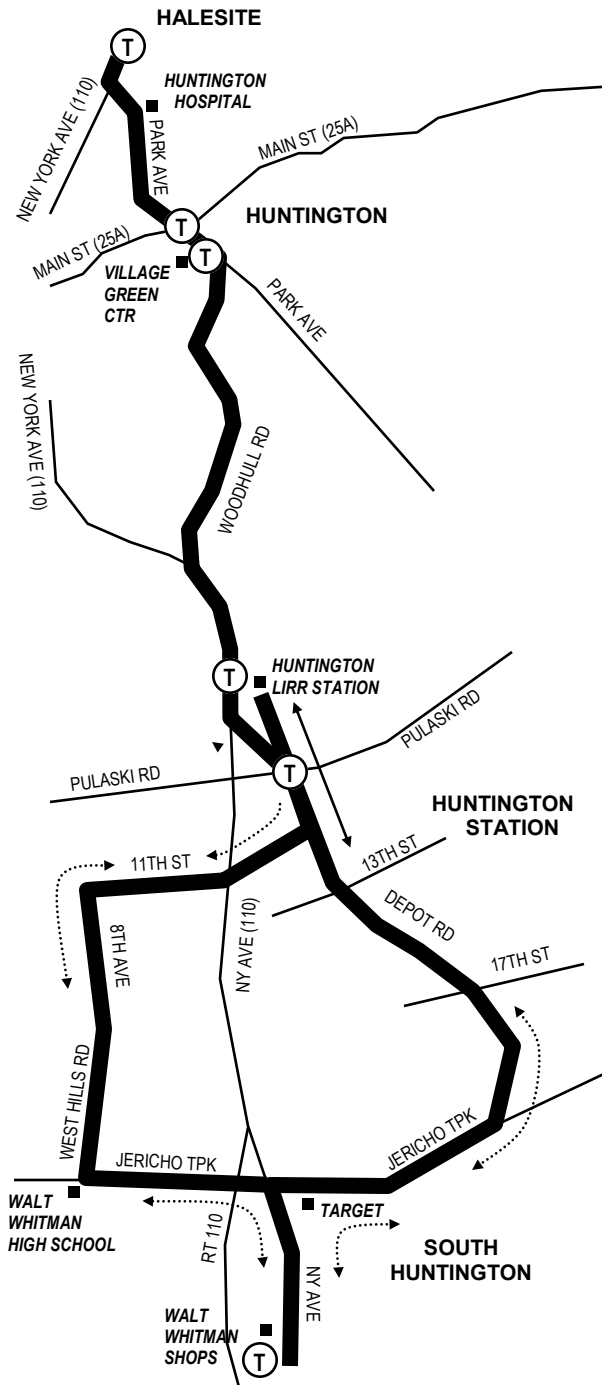 HALESITE
T
HUNTINGTON
HOSPITAL
NEW YORK AVE (110)
PARK AVE
MAIN ST (25A)
HUNTINGTON
T
MAIN ST (25A)
T
VILLAGE
GREEN
CTR
PARK AVE
NEW YORK AVE (110)
WOODHULL RD
HUNTINGTON
LIRR STATION
T
PULASKI RD
PULASKI RD
T
HUNTINGTON
STATION
11TH ST
13TH ST
DEPOT RD
8TH AVE
NY AVE (110)
17TH ST
WEST HILLS RD
JERICHO TPK
JERICHO TPK
WALT
WHITMAN
HIGH SCHOOL
TARGET
RT 110
SOUTH
HUNTINGTON
NY AVE
WALT
WHITMAN
SHOPS
T